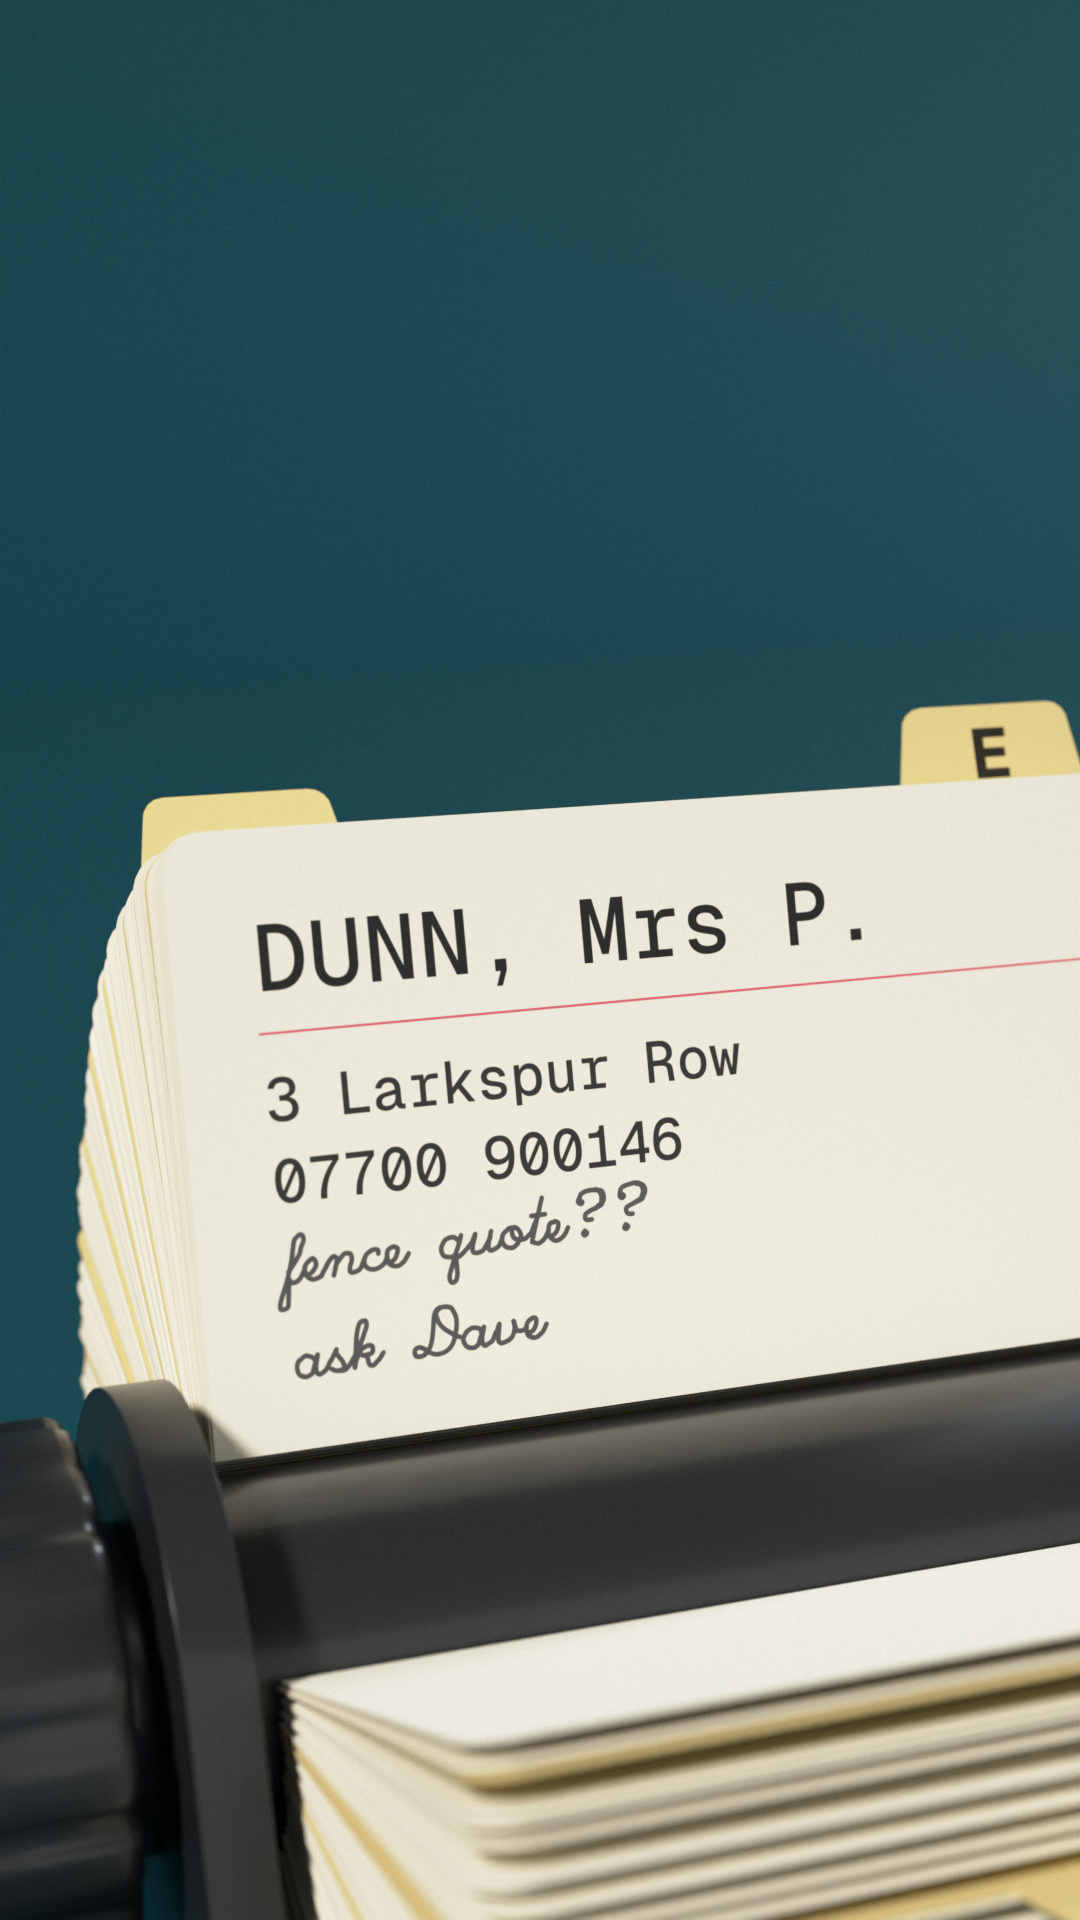 E
DUNN, Mrs P.
3 Larkspur Row
07700 900146
fence quote??
ask Dave